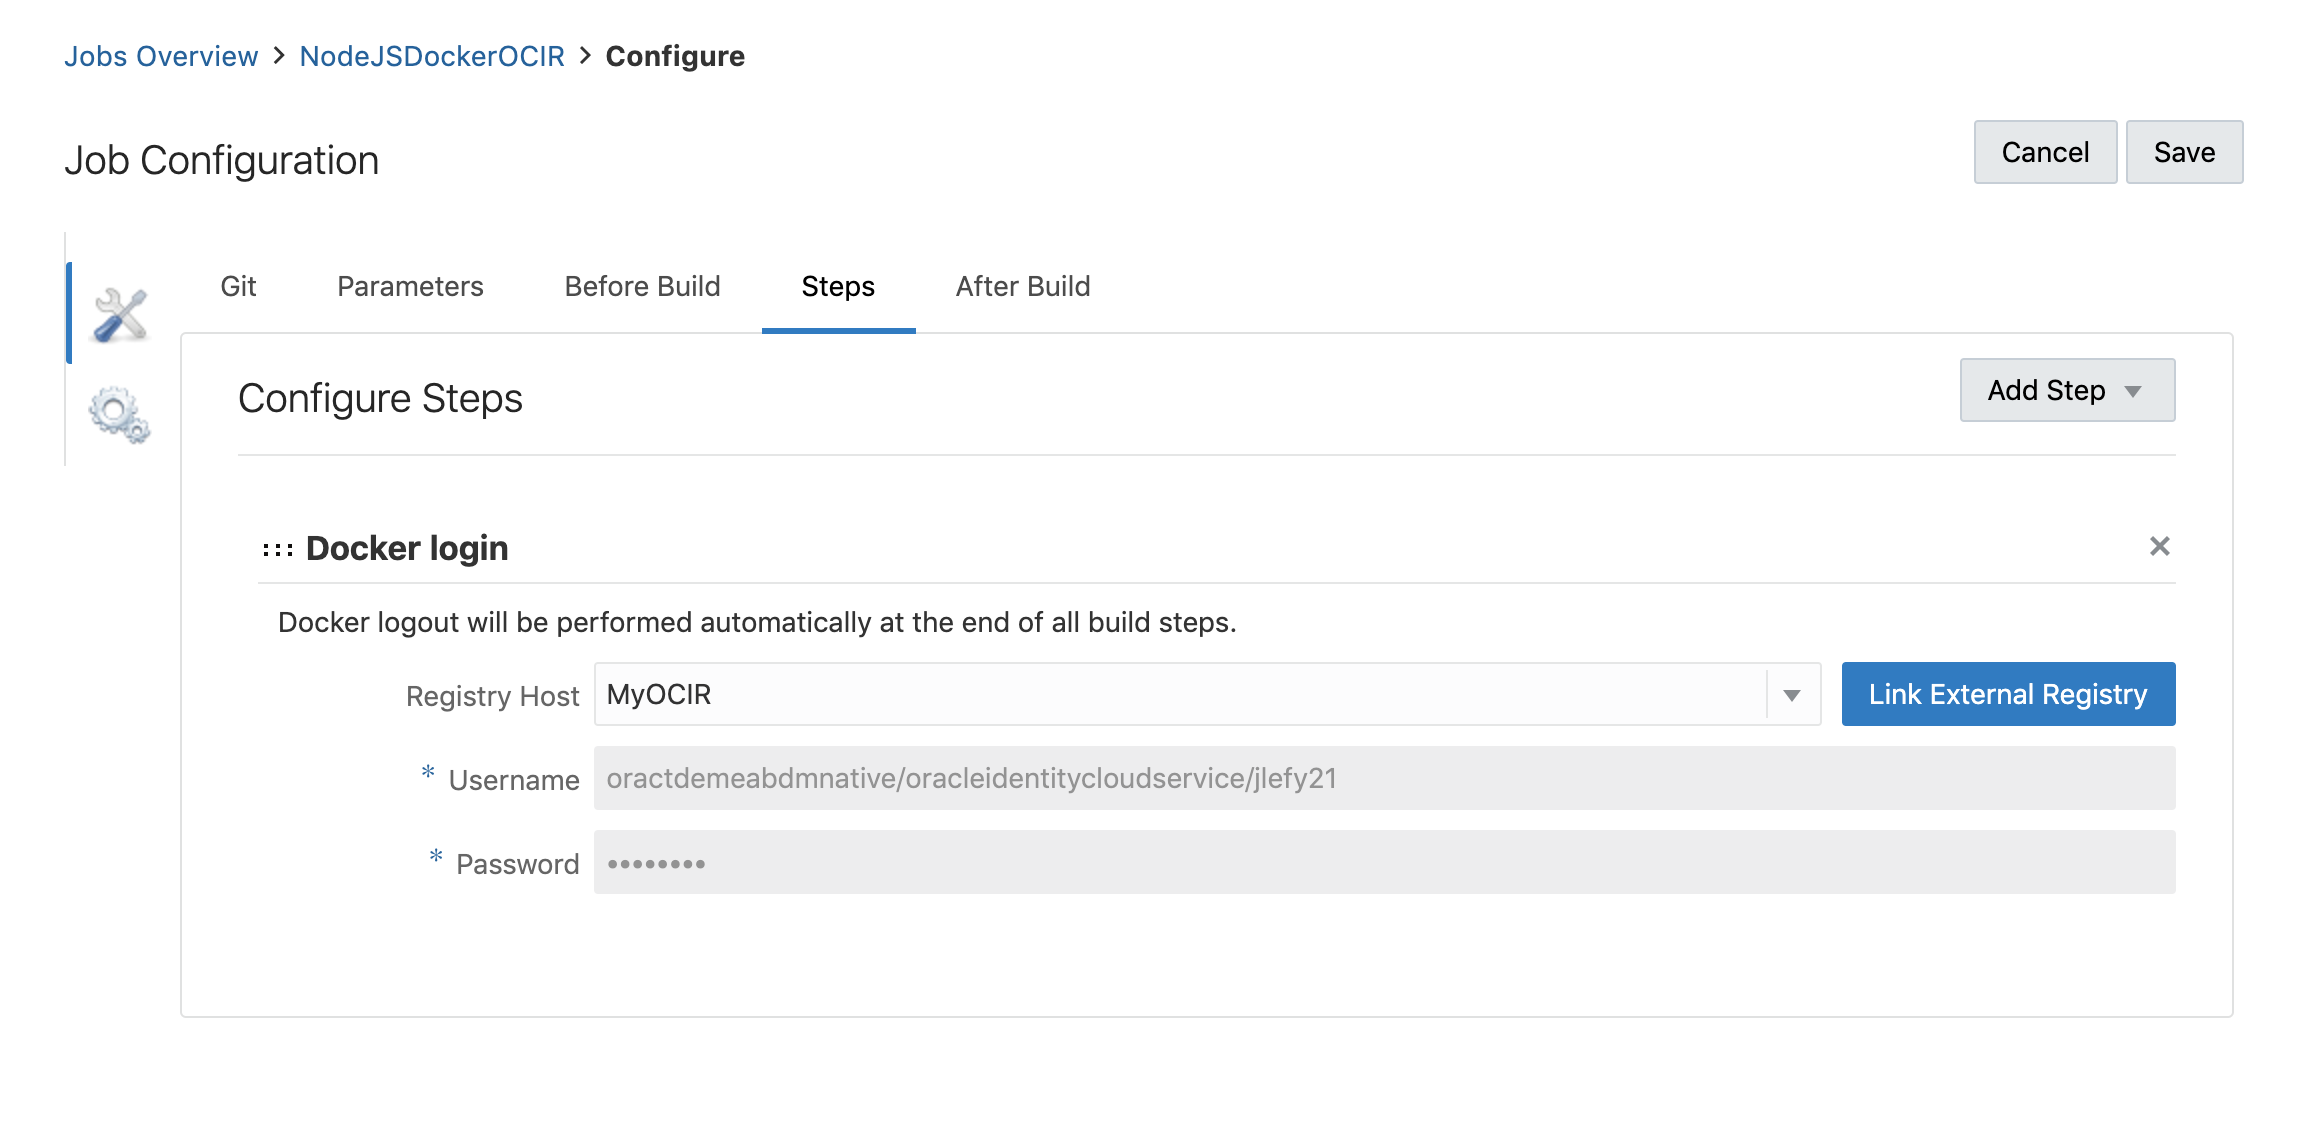 Jobs Overview > NodeJSDockerOCIR > Configure
Job Configuration
Cancel
Save
Git
Parameters
Before Build
Steps
After Build
Configure Steps
Add Step
Docker login
Docker logout will be performed automatically at the end of all build steps.
Registry Host
MyOCIR
Link External Registry
* Username
oractdemeabdmnative/oracleidentitycloudservice/jlefy21
* Password
••••••••